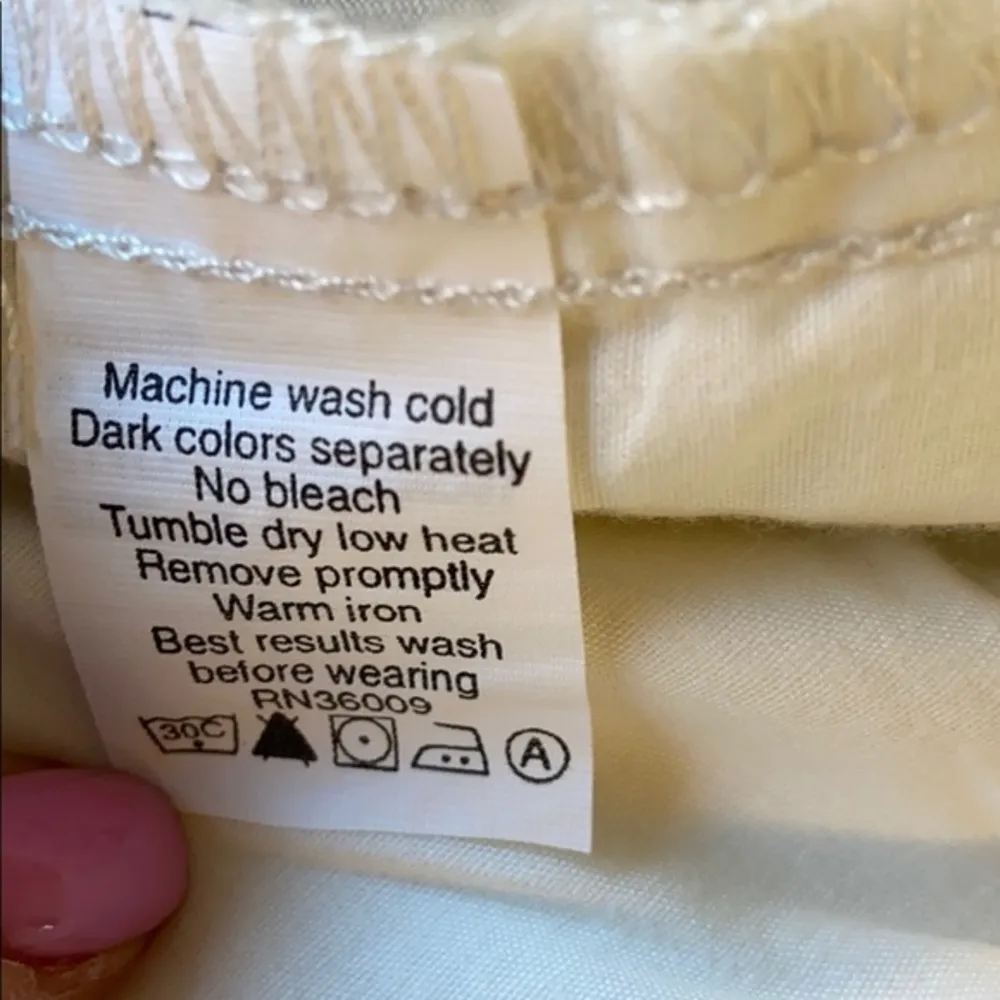 Machine wash cold
Dark colors separately
No bleach
Tumble dry low heat
Remove promptly
Warm iron
Best results wash
before wearing
RN36009
30C A